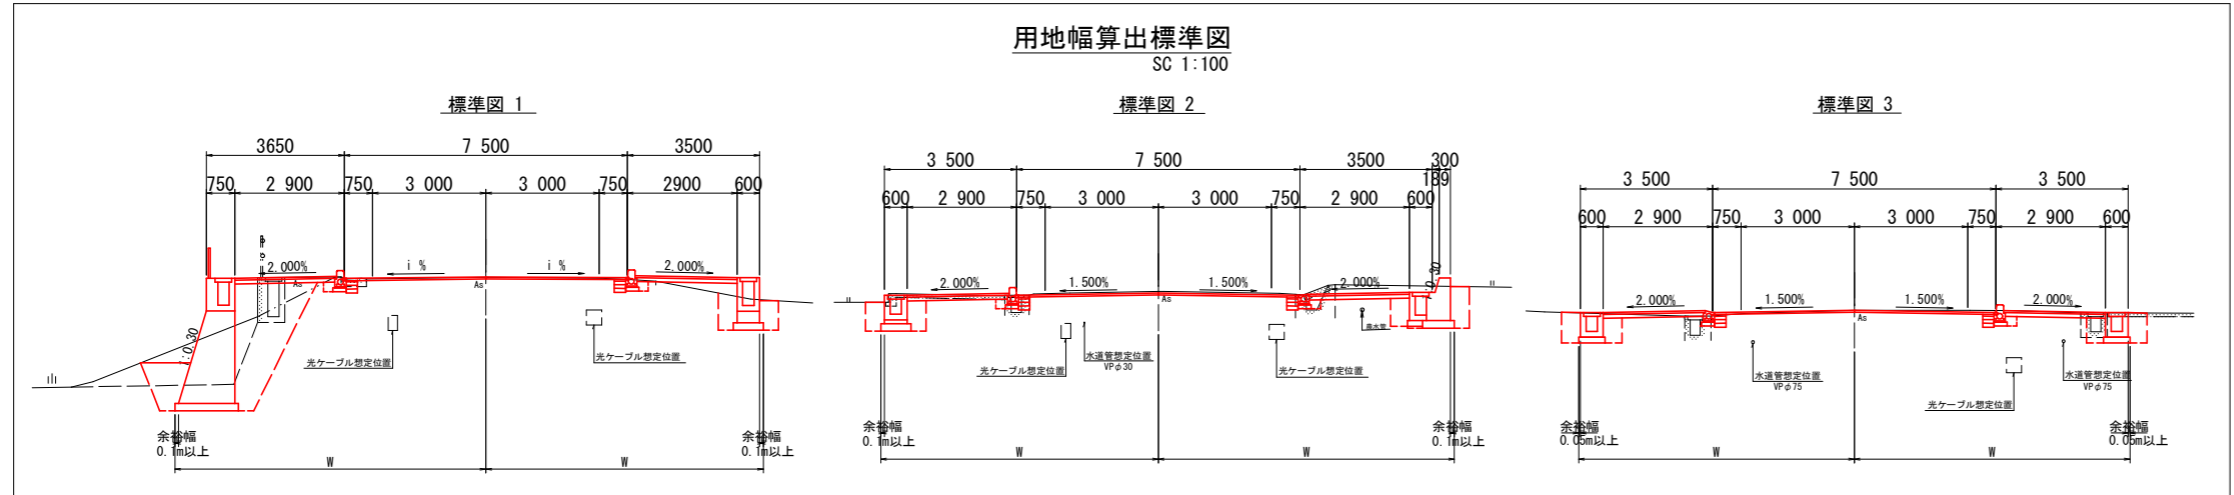 用地幅算出標準図
SC 1:100
標準図 1
3650 7 500 3500
750 2 900 750 3 000 3 000 750 2900 600
2.000% i % i % 2.000%
As As
:0.30
光ケーブル想定位置
光ケーブル想定位置
余裕幅
0.1m以上
余裕幅
0.1m以上
W W
標準図 2
3 500 7 500 3500 300
189
600 2 900 750 3 000 3 000 750 2 900 600
2.000% 1.500% 1.500% 2.000%
As
光ケーブル想定位置
水道管想定位置
VPφ30
光ケーブル想定位置
余裕幅
0.1m以上
余裕幅
0.1m以上
W W
標準図 3
3 500 7 500 3 500
600 2 900 750 3 000 3 000 750 2 900 600
2.000% 1.500% 1.500% 2.000%
As
水道管想定位置
VPφ75
水道管想定位置
VPφ75
光ケーブル想定位置
余裕幅
0.05m以上
余裕幅
0.05m以上
W W